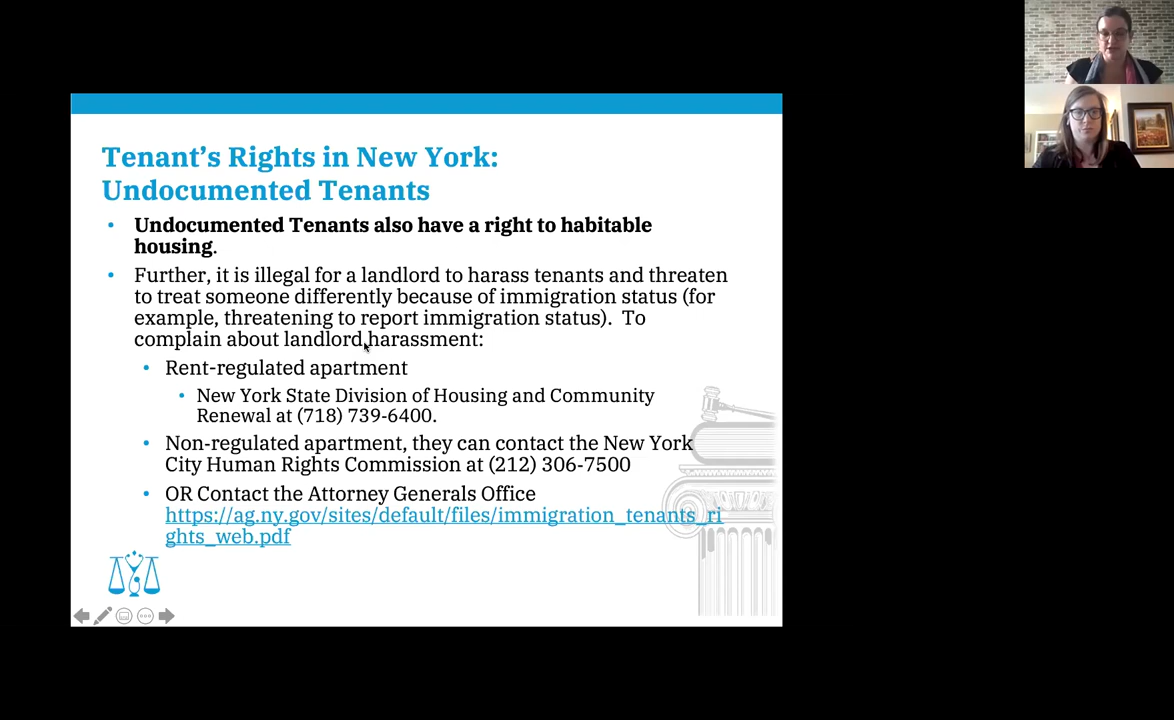 Tenant's Rights in New York:
Undocumented Tenants
• Undocumented Tenants also have a right to habitable
housing.
• Further, it is illegal for a landlord to harass tenants and threaten
to treat someone differently because of immigration status (for
example, threatening to report immigration status).  To
complain about landlord harassment:
• Rent-regulated apartment
• New York State Division of Housing and Community
Renewal at (718) 739-6400.
• Non-regulated apartment, they can contact the New York
City Human Rights Commission at (212) 306-7500
• OR Contact the Attorney Generals Office
https://ag.ny.gov/sites/default/files/immigration_tenants_ri
ghts_web.pdf